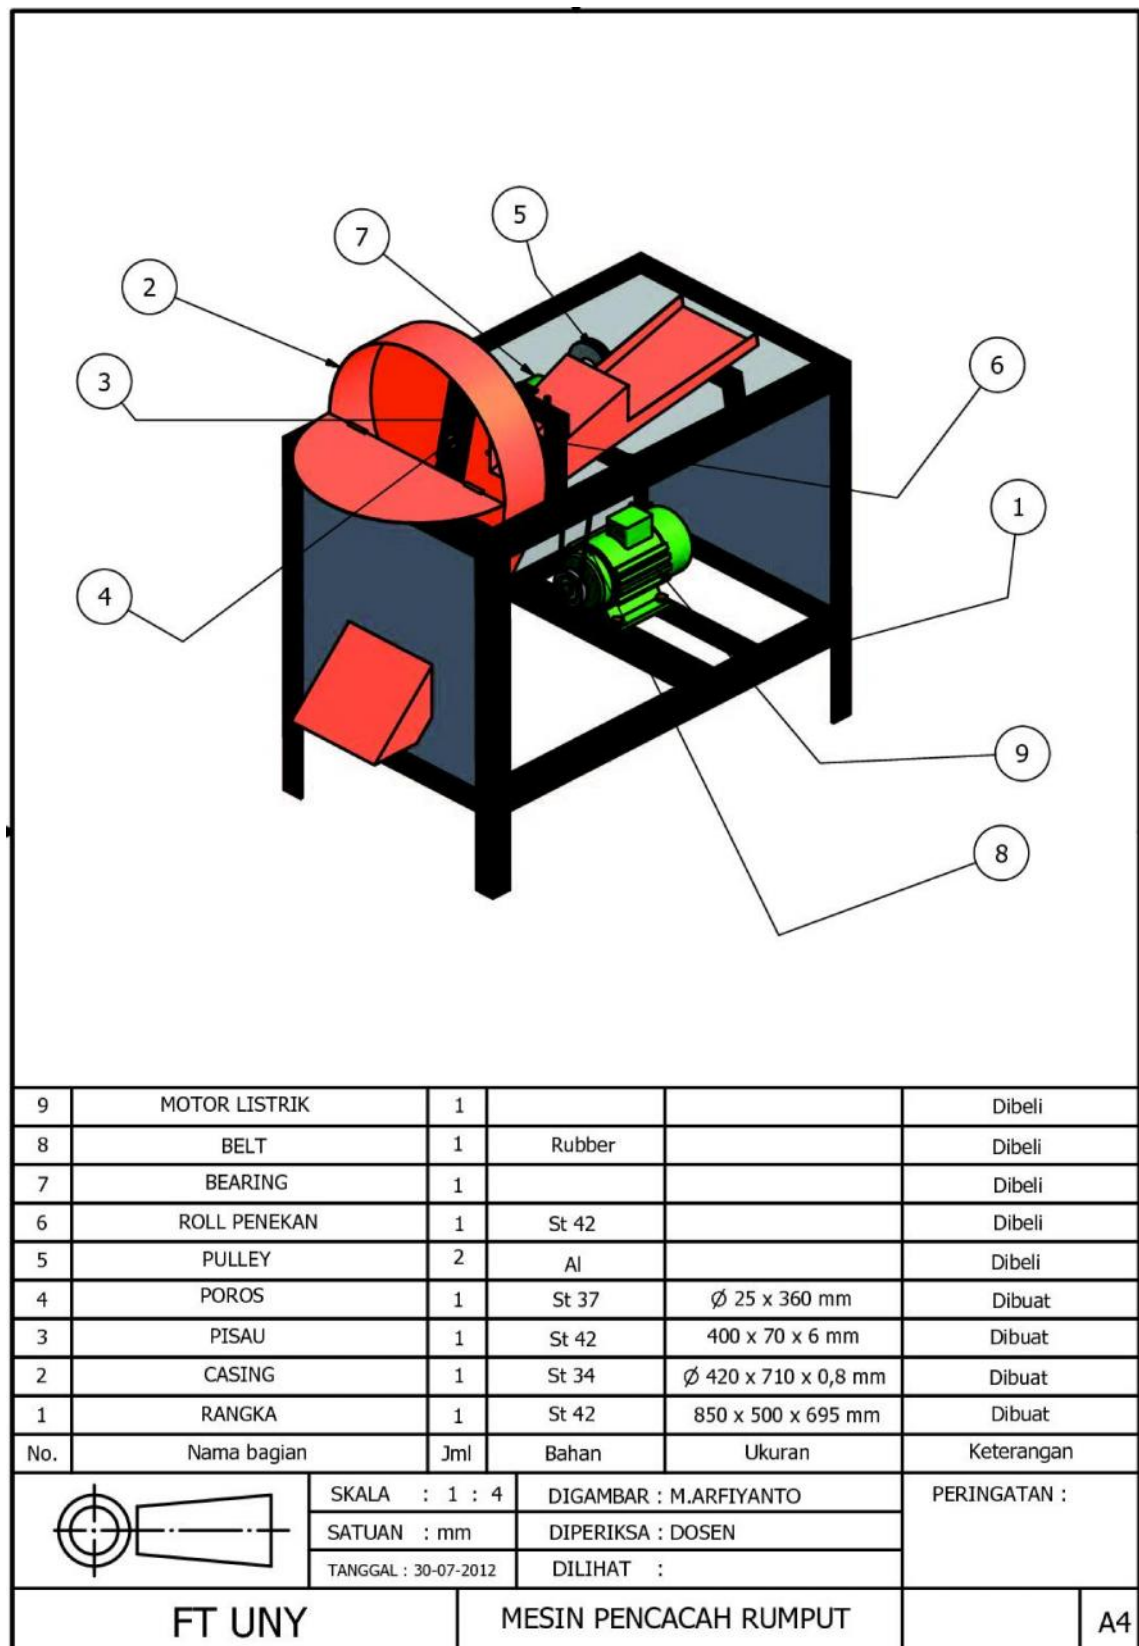 5
7
2
3
6
1
4
9
8
9 MOTOR LISTRIK 1 Dibeli
8 BELT 1 Rubber Dibeli
7 BEARING 1 Dibeli
6 ROLL PENEKAN 1 St 42 Dibeli
5 PULLEY 2 Al Dibeli
4 POROS 1 St 37 Ø 25 x 360 mm Dibuat
3 PISAU 1 St 42 400 x 70 x 6 mm Dibuat
2 CASING 1 St 34 Ø 420 x 710 x 0,8 mm Dibuat
1 RANGKA 1 St 42 850 x 500 x 695 mm Dibuat
No. Nama bagian Jml Bahan Ukuran Keterangan
SKALA : 1 : 4 DIGAMBAR : M.ARFIYANTO PERINGATAN :
SATUAN : mm DIPERIKSA : DOSEN
TANGGAL : 30-07-2012 DILIHAT :
FT UNY MESIN PENCACAH RUMPUT A4